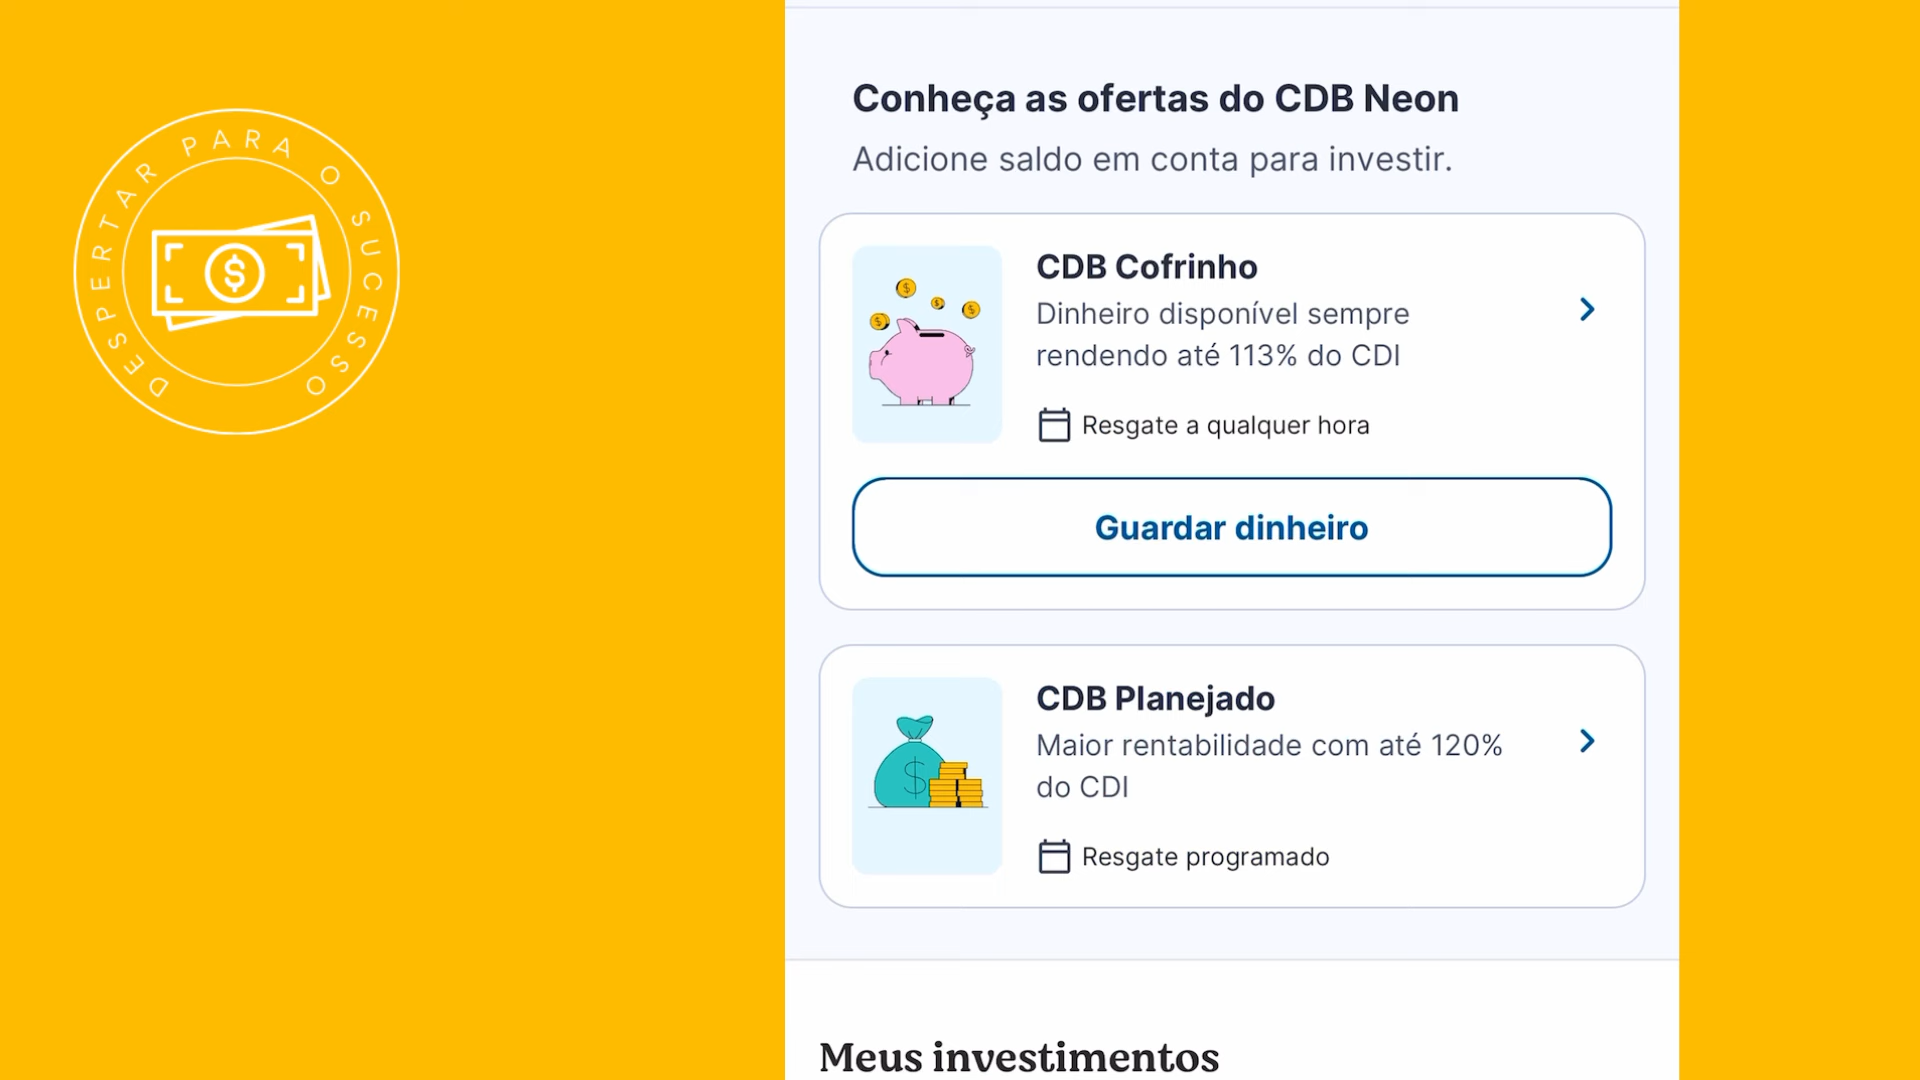 DESPERTAR PARA O SUCESSO
$
Conheça as ofertas do CDB Neon
Adicione saldo em conta para investir.
CDB Cofrinho
Dinheiro disponível sempre
rendendo até 113% do CDI
Resgate a qualquer hora
Guardar dinheiro
CDB Planejado
Maior rentabilidade com até 120%
do CDI
Resgate programado
Meus investimentos